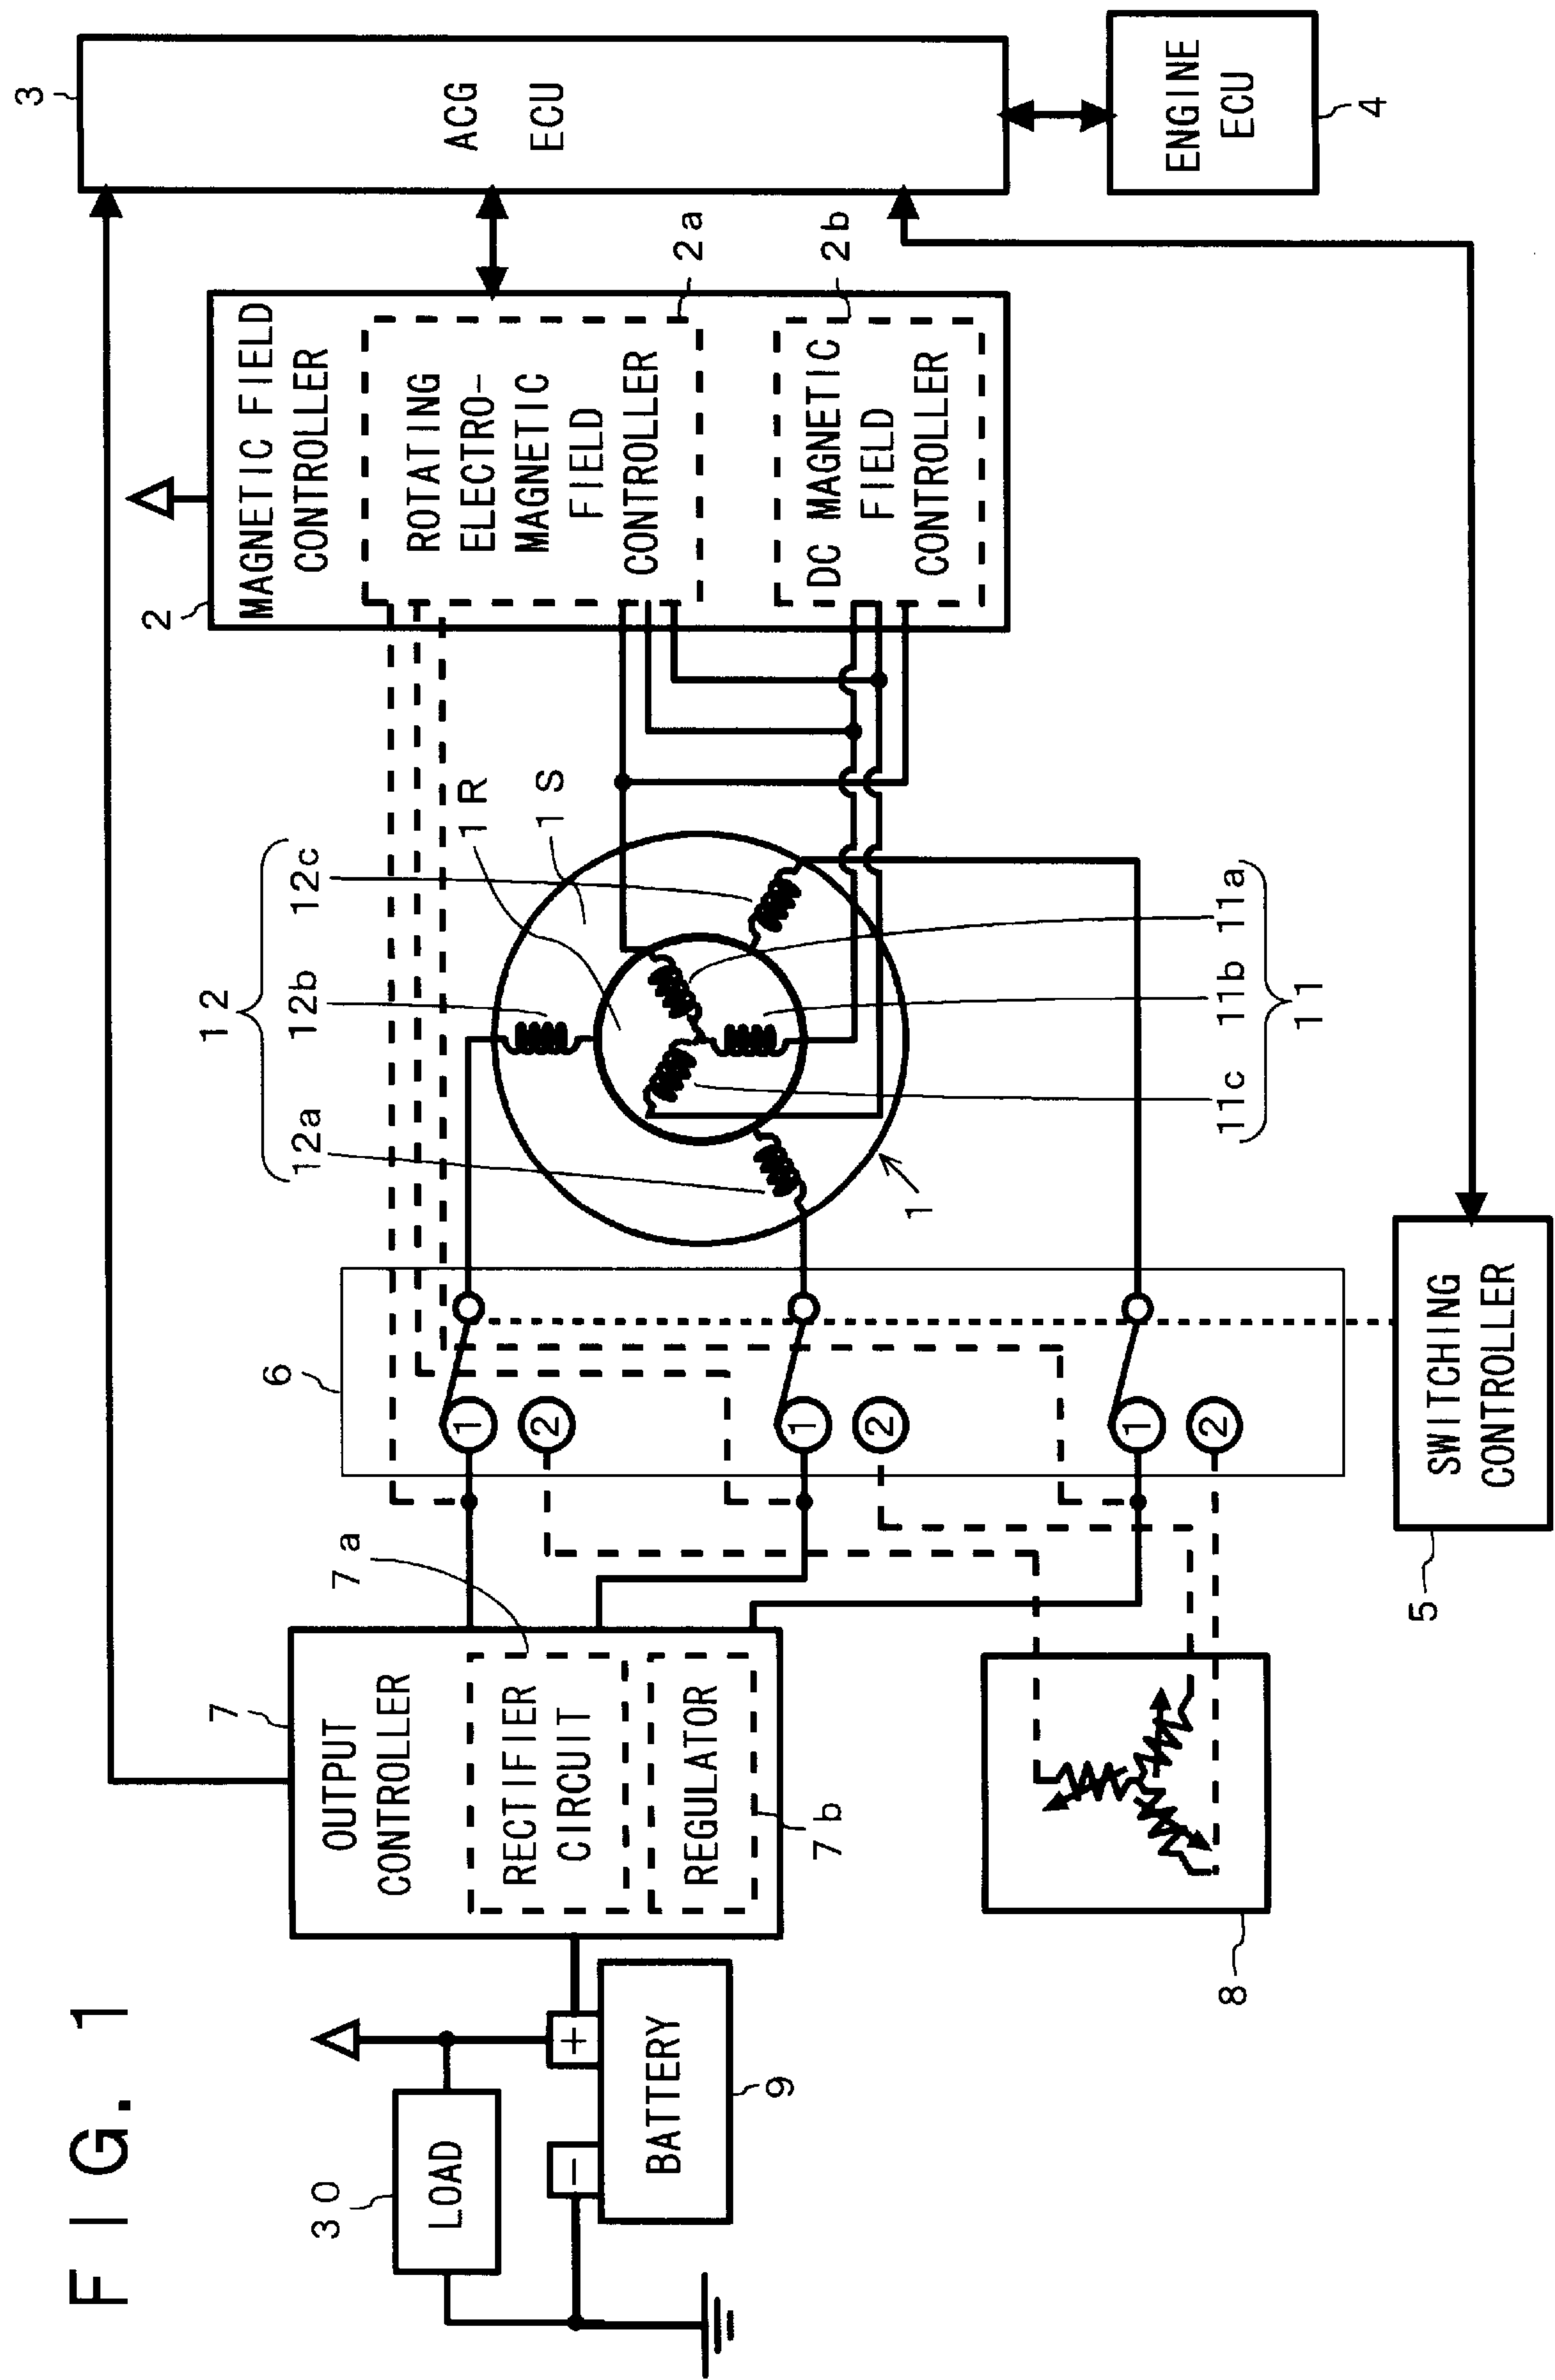 FIG. 1
30
LOAD
BATTERY
+
−
9
7
OUTPUT
CONTROLLER
RECTIFIER
CIRCUIT
REGULATOR
7a
7b
8
6
1
2
1
2
1
2
SWITCHING
CONTROLLER
5
12
12a 12b 12c
1R
1S
1
11c 11b 11a
11
2
MAGNETIC FIELD
CONTROLLER
ROTATING
ELECTRO-
MAGNETIC
FIELD
CONTROLLER
2a
DC MAGNETIC
FIELD
CONTROLLER
2b
3
ACG
ECU
ENGINE
ECU
4